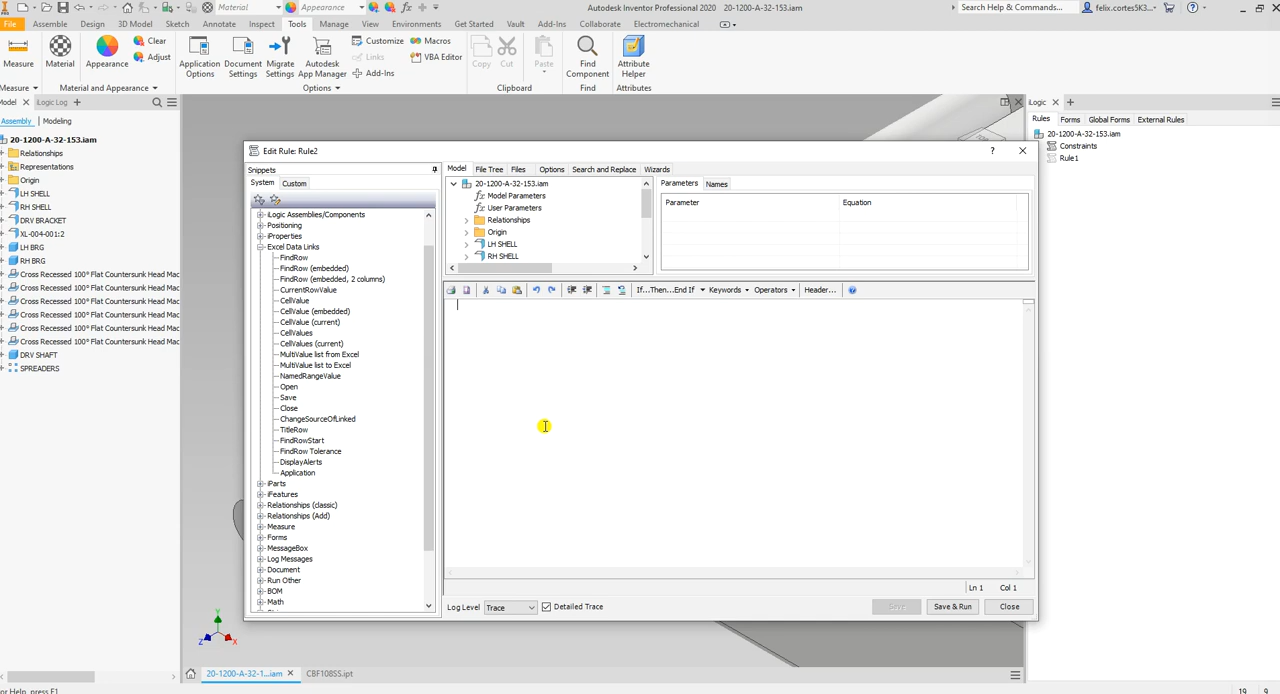 Material
Appearance
Autodesk Inventor Professional 2020 20-1200-A-32-153.iam
Search Help & Commands...
felix.cortes5K3...
File
Assemble
Design
3D Model
Sketch
Annotate
Inspect
Tools
Manage
View
Environments
Get Started
Vault
Add-Ins
Collaborate
Electromechanical
Measure
Material
Appearance
Clear
Adjust
Application Options
Document Settings
Migrate Settings
Autodesk App Manager
Customize
Links
Add-Ins
Macros
VBA Editor
Copy
Cut
Paste
Find Component
Attribute Helper
Measure
Material and Appearance
Options
Clipboard
Find
Attributes
Model
iLogic Log
Assembly
Modeling
20-1200-A-32-153.iam
Relationships
Representations
Origin
LH SHELL
RH SHELL
DRV BRACKET
XL-004-001:2
LH BRG
RH BRG
Cross Recessed 100° Flat Countersunk Head Mac
Cross Recessed 100° Flat Countersunk Head Mac
Cross Recessed 100° Flat Countersunk Head Mac
Cross Recessed 100° Flat Countersunk Head Mac
Cross Recessed 100° Flat Countersunk Head Mac
Cross Recessed 100° Flat Countersunk Head Mac
DRV SHAFT
SPREADERS
Edit Rule: Rule2
Snippets
System
Custom
iLogic Assemblies/Components
Positioning
iProperties
Excel Data Links
FindRow
FindRow (embedded)
FindRow (embedded, 2 columns)
CurrentRowValue
CellValue
CellValue (embedded)
CellValue (current)
CellValues
CellValues (current)
MultiValue list from Excel
MultiValue list to Excel
NamedRangeValue
Open
Save
Close
ChangeSourceOfLinked
TitleRow
FindRowStart
FindRow Tolerance
DisplayAlerts
Application
iParts
iFeatures
Relationships (classic)
Relationships (Add)
Measure
Forms
MessageBox
Log Messages
Document
Run Other
BOM
Math
Model
File Tree
Files
Options
Search and Replace
Wizards
20-1200-A-32-153.iam
Model Parameters
User Parameters
Relationships
Origin
LH SHELL
RH SHELL
Parameters
Names
Parameter
Equation
If...Then...End If
Keywords
Operators
Header...
Ln 1
Col 1
Log Level
Trace
Detailed Trace
Save
Save & Run
Close
iLogic
Rules
Forms
Global Forms
External Rules
20-1200-A-32-153.iam
Constraints
Rule1
Y
Z
X
20-1200-A-32-1....iam
CBF108SS.ipt
or Help, press F1
19
9